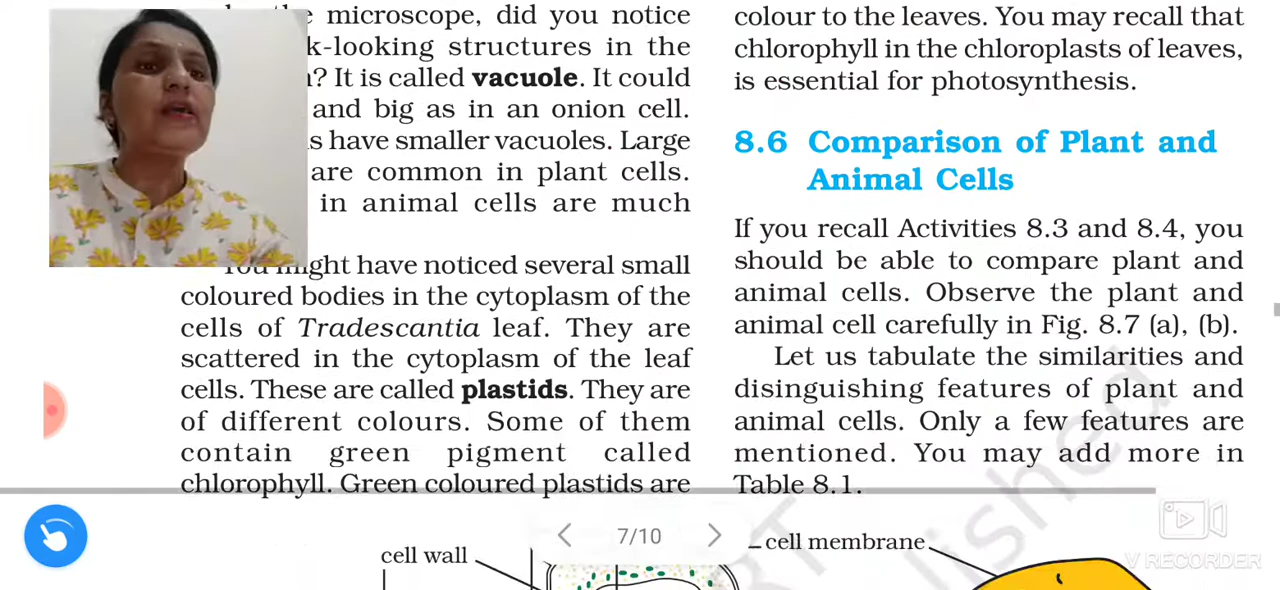 the microscope, did you notice
k-looking structures in the
? It is called vacuole. It could
and big as in an onion cell.
s have smaller vacuoles. Large
are common in plant cells.
in animal cells are much
You might have noticed several small
coloured bodies in the cytoplasm of the
cells of Tradescantia leaf. They are
scattered in the cytoplasm of the leaf
cells. These are called plastids. They are
of different colours. Some of them
contain green pigment called
chlorophyll. Green coloured plastids are
cell wall
colour to the leaves. You may recall that
chlorophyll in the chloroplasts of leaves,
is essential for photosynthesis.
8.6 Comparison of Plant and
Animal Cells
If you recall Activities 8.3 and 8.4, you
should be able to compare plant and
animal cells. Observe the plant and
animal cell carefully in Fig. 8.7 (a), (b).
Let us tabulate the similarities and
disinguishing features of plant and
animal cells. Only a few features are
mentioned. You may add more in
Table 8.1.
7/10
cell membrane
V RECORDER